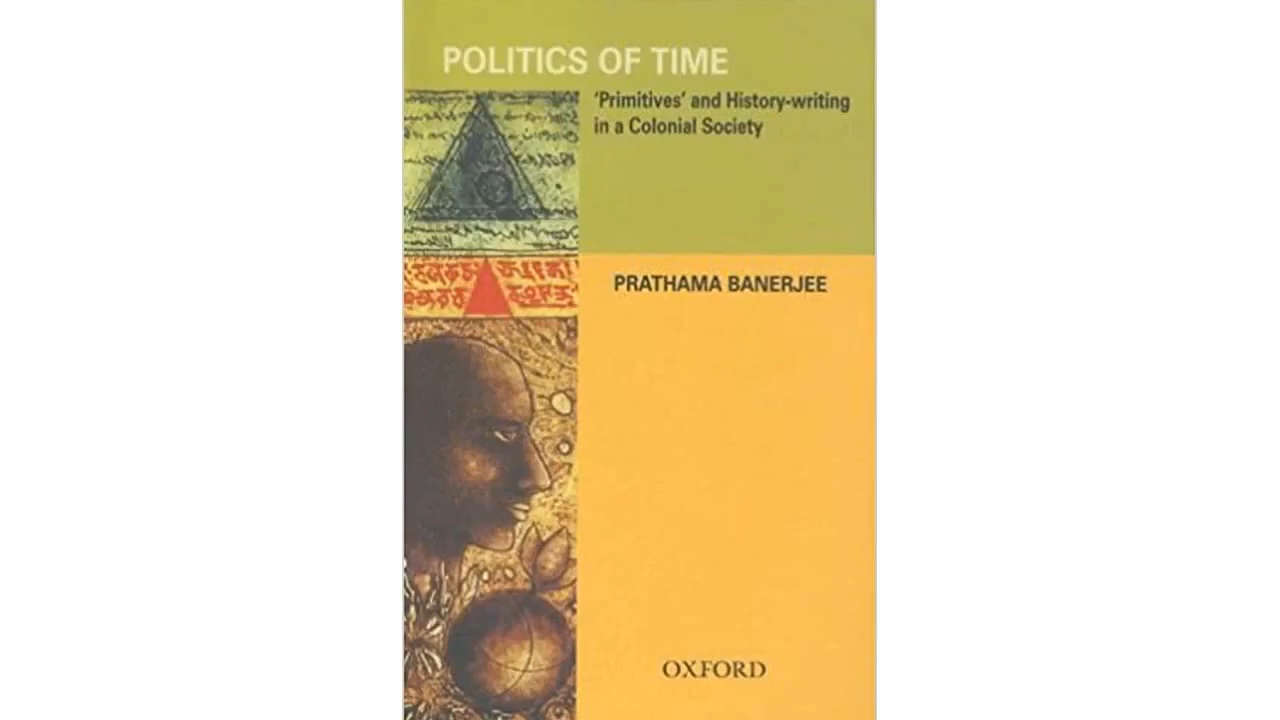 POLITICS OF TIME
'Primitives' and History-writing
in a Colonial Society
PRATHAMA BANERJEE
OXFORD